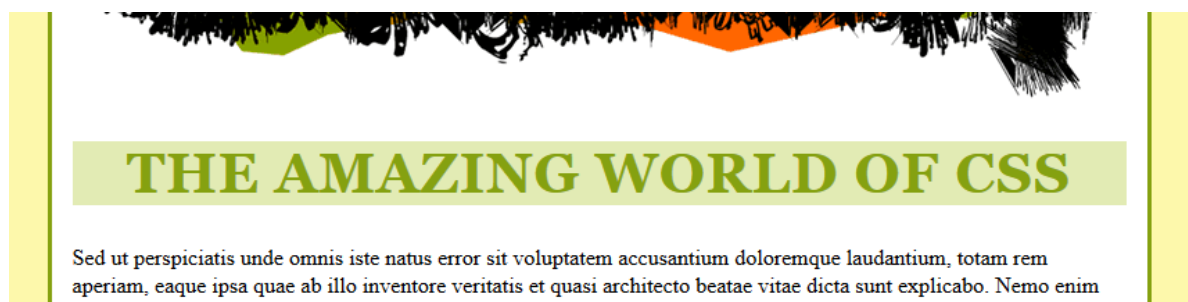 THE AMAZING WORLD OF CSS
Sed ut perspiciatis unde omnis iste natus error sit voluptatem accusantium doloremque laudantium, totam rem
aperiam, eaque ipsa quae ab illo inventore veritatis et quasi architecto beatae vitae dicta sunt explicabo. Nemo enim